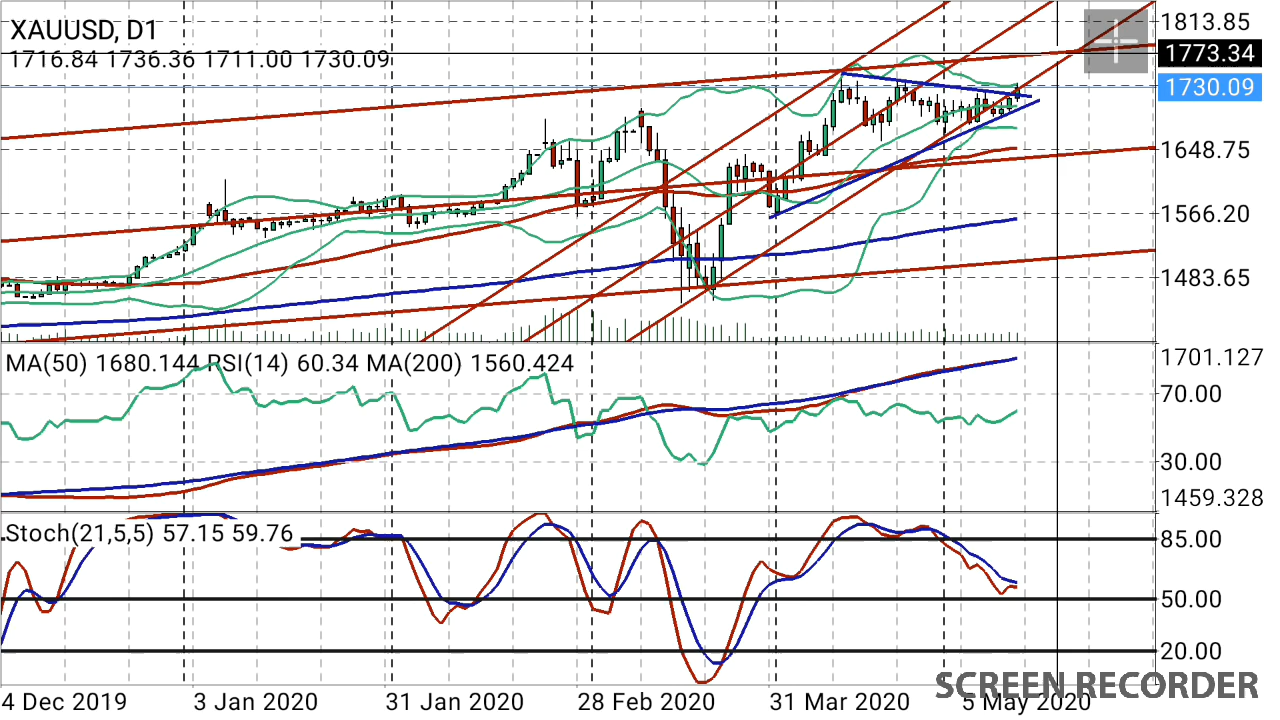 XAUUSD, D1
1716.84 1736.36 1711.00 1730.09
1813.85
1773.34
1730.09
1648.75
1566.20
1483.65
MA(50) 1680.144 RSI(14) 60.34 MA(200) 1560.424
1701.127
70.00
30.00
1459.328
Stoch(21,5,5) 57.15 59.76
85.00
50.00
20.00
4 Dec 2019 3 Jan 2020 31 Jan 2020 28 Feb 2020 31 Mar 2020 5 May 2020
SCREEN RECORDER